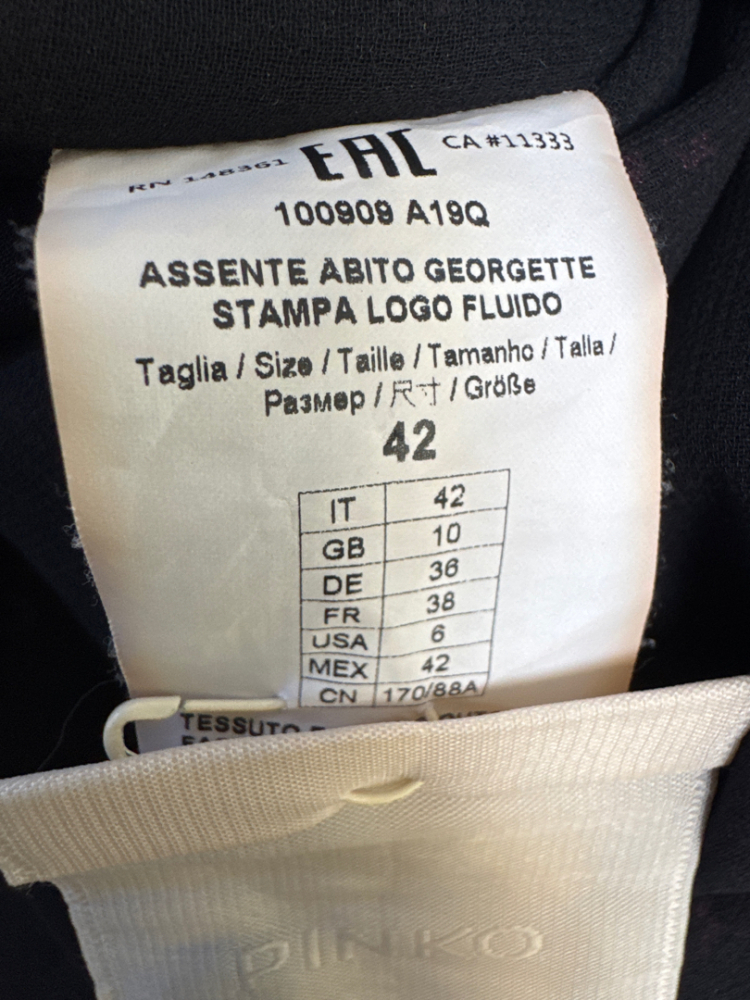 RN 148361 EAC CA #11333
100909 A19Q
ASSENTE ABITO GEORGETTE
STAMPA LOGO FLUIDO
Taglia / Size / Taille / Tamanho / Talla /
Размер / 尺寸 / Größe
42
IT 42
GB 10
DE 36
FR 38
USA 6
MEX 42
CN 170/88A
TESSUTO
PINKO